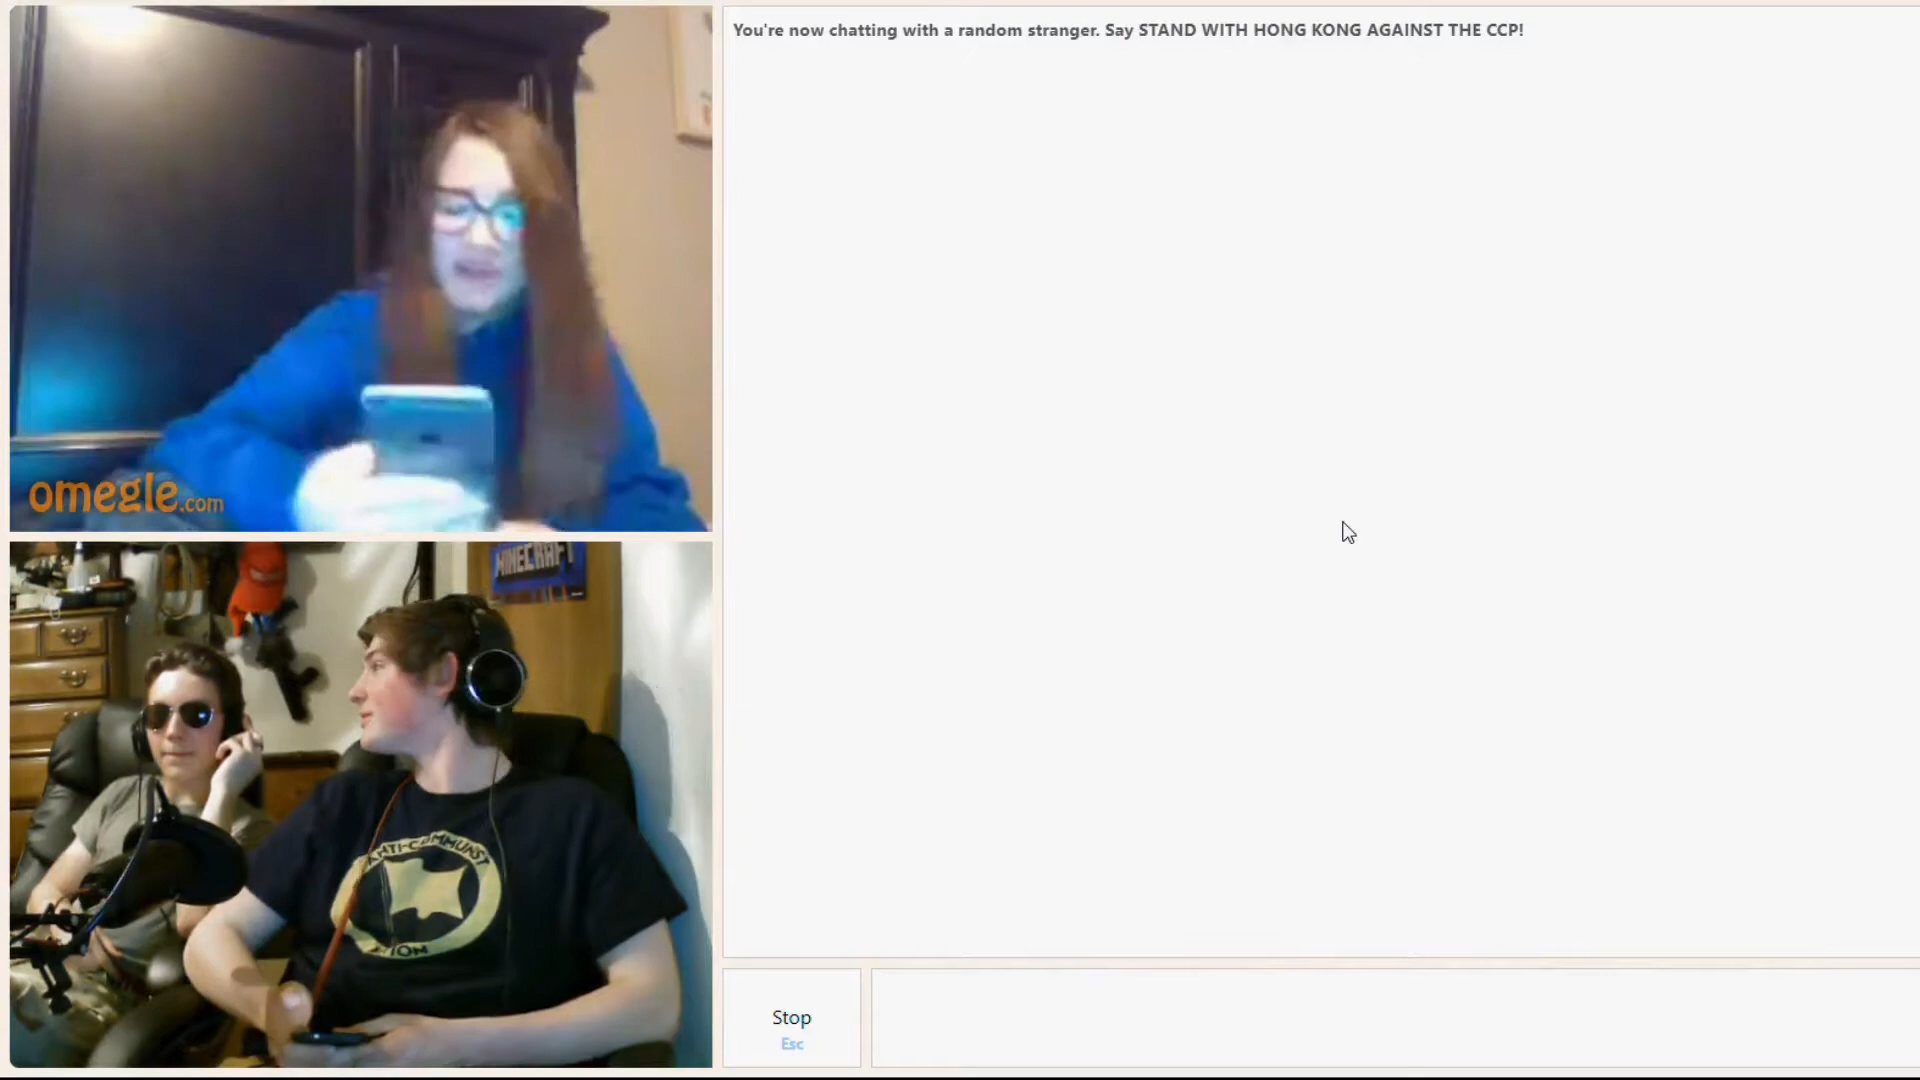 You're now chatting with a random stranger. Say STAND WITH HONG KONG AGAINST THE CCP!
omegle.com
MINECRAFT
ANTI-COMMUNIST
Stop
Esc